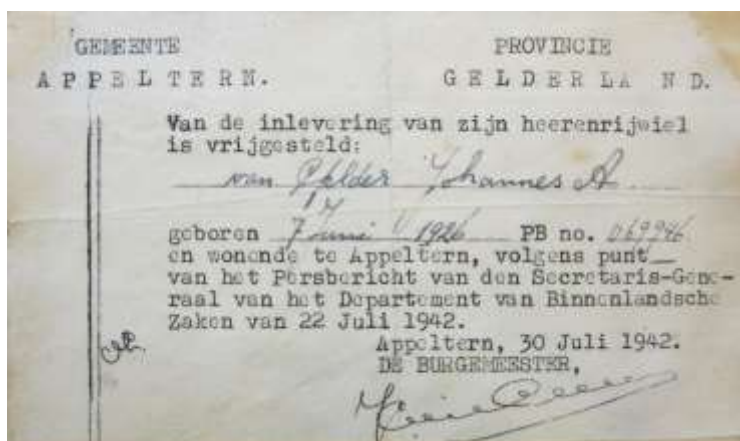 GEMEENTE PROVINCIE
APPELTERN. GELDERLAND.
Van de inlevering van zijn heerenrijwiel
is vrijgesteld:
van Gelder Johannes A
geboren 7 Juni 1926 PB no. 069946
en wonende te Appeltern, volgens punt
van het Persbericht van den Secretaris-Gene-
raal van het Departement van Binnenlandsche
Zaken van 22 Juli 1942.
Appeltern, 30 Juli 1942.
DE BURGEMEESTER,